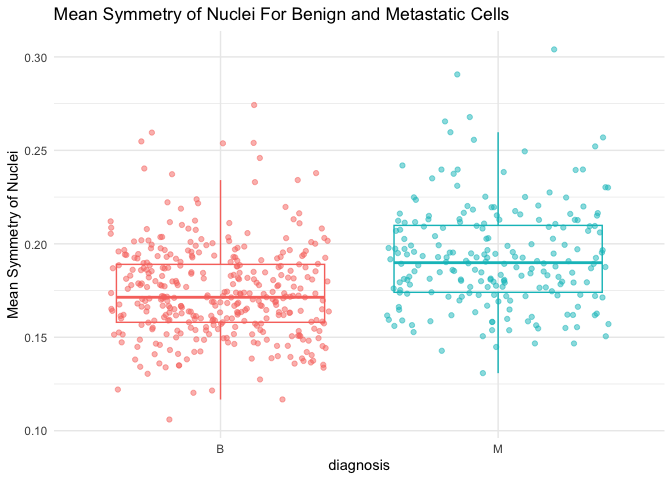 Mean Symmetry of Nuclei For Benign and Metastatic Cells
Mean Symmetry of Nuclei
0.30
0.25
0.20
0.15
0.10
B M
diagnosis